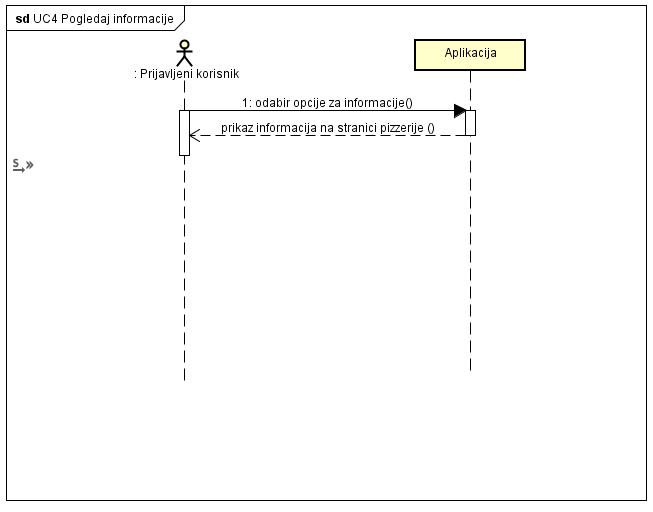 sd UC4 Pogledaj informacije
: Prijavljeni korisnik
Aplikacija
1: odabir opcije za informacije()
prikaz informacija na stranici pizzerije ()
S